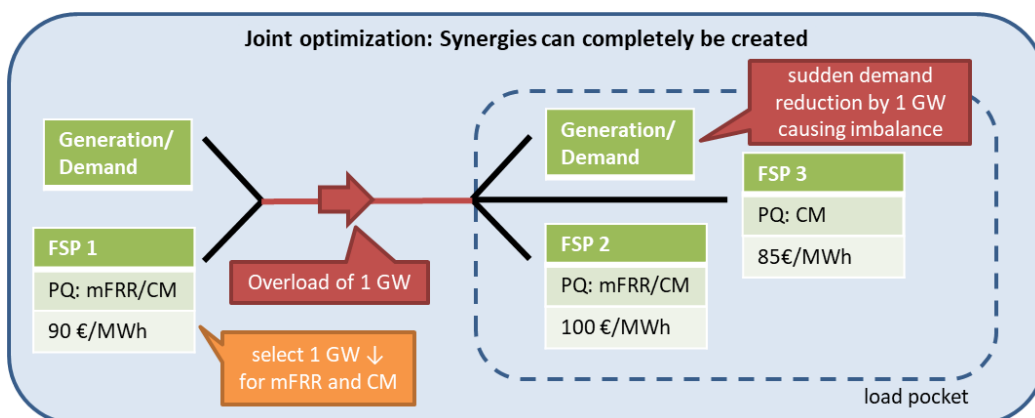 Joint optimization: Synergies can completely be created
sudden demand
reduction by 1 GW
causing imbalance
Generation/
Demand
Generation/
Demand
FSP 3
PQ: CM
85€/MWh
FSP 1
PQ: mFRR/CM
90 €/MWh
Overload of 1 GW
FSP 2
PQ: mFRR/CM
100 €/MWh
select 1 GW ↓
for mFRR and CM
load pocket